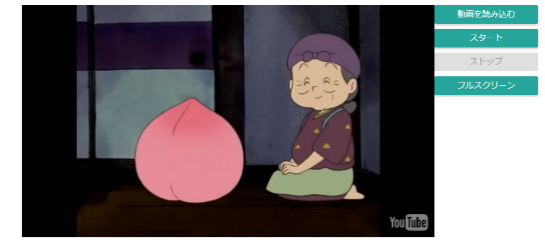 動画を読み込む
スタート
ストップ
フルスクリーン
YouTube